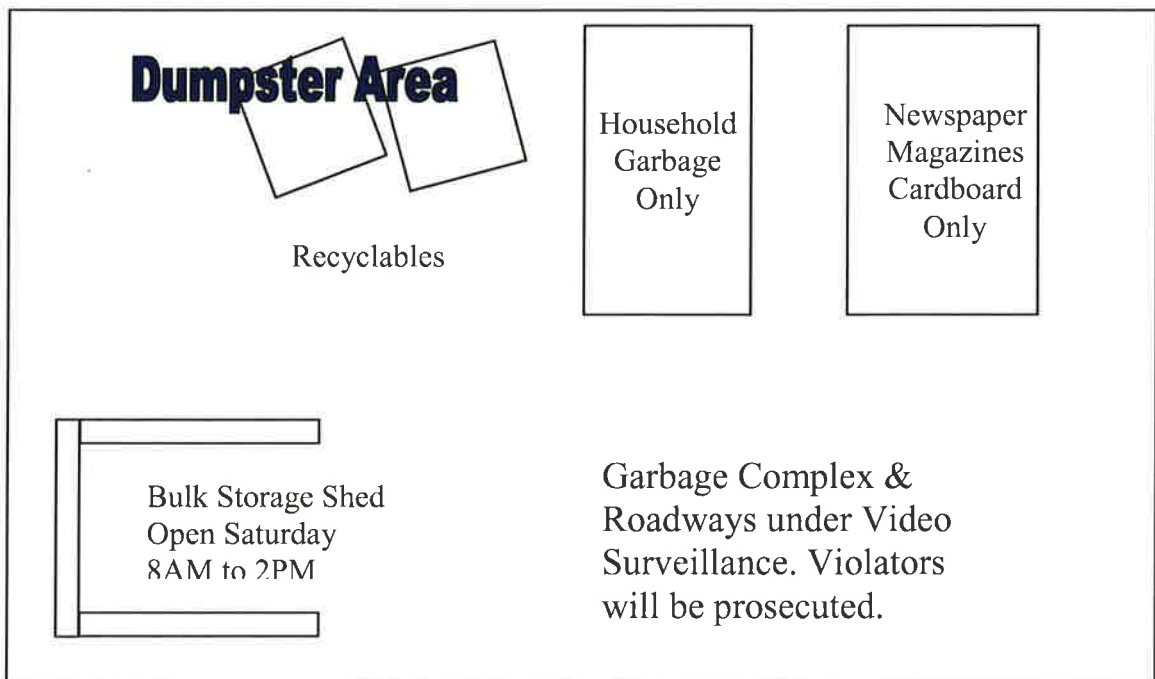 Dumpster Area
Household
Garbage
Only
Newspaper
Magazines
Cardboard
Only
Recyclables
Bulk Storage Shed
Open Saturday
8AM to 2PM
Garbage Complex &
Roadways under Video
Surveillance. Violators
will be prosecuted.